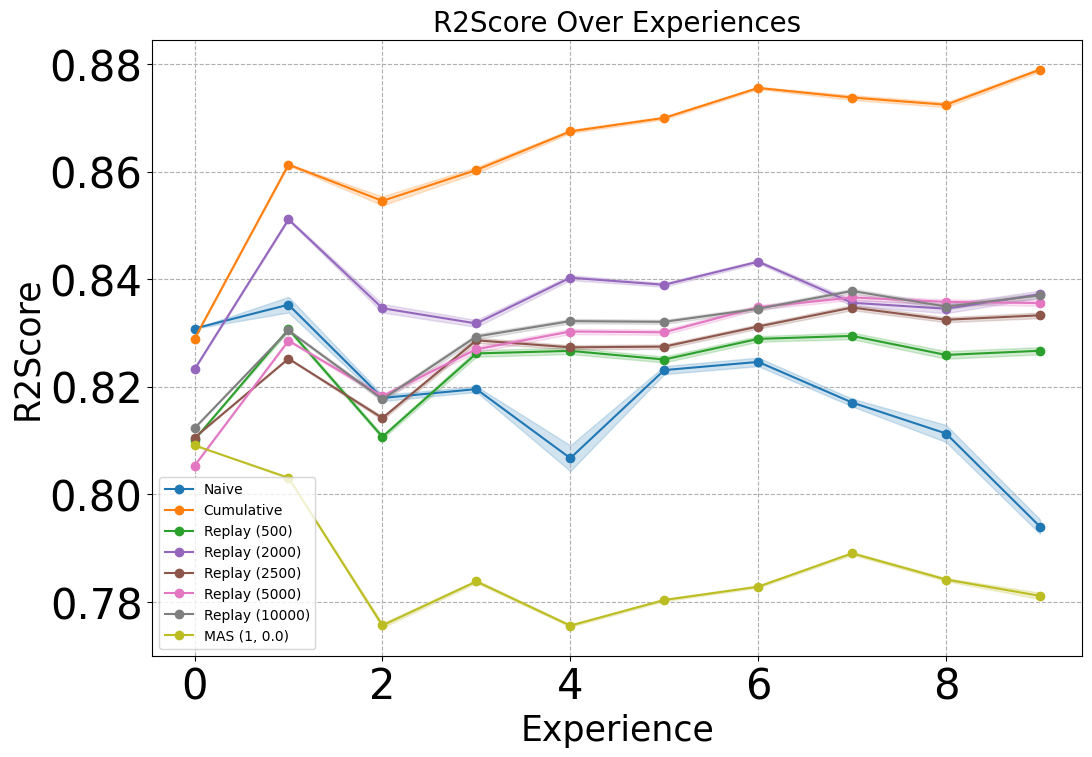 R2Score Over Experiences
0.88
0.86
0.84
0.82
0.80
0.78
R2Score
Naive
Cumulative
Replay (500)
Replay (2000)
Replay (2500)
Replay (5000)
Replay (10000)
MAS (1, 0.0)
0 2 4 6 8
Experience